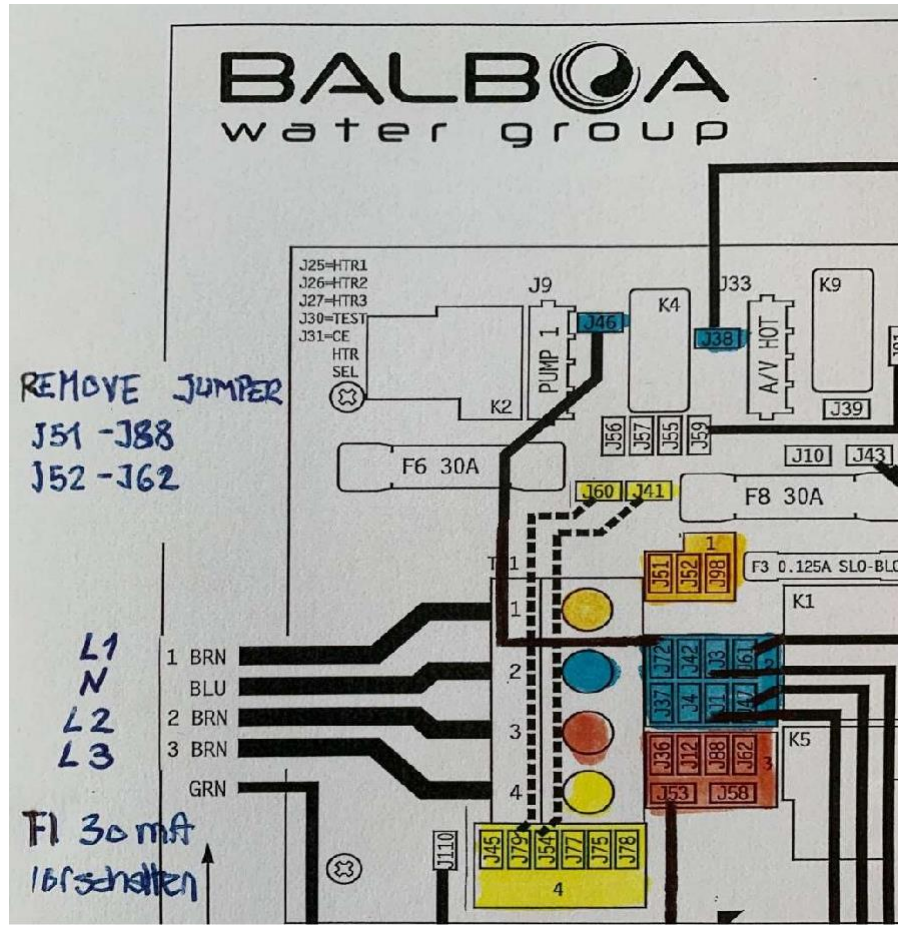 BALBOA
water group
J25=HTR1
J26=HTR2
J27=HTR3
J30=TEST
J31=CE
HTR
SEL
K2
J9
PUMP 1
J46
K4
J33
J38
A/V HOT
K9
J39
REMOVE JUMPER
J51 - J88
J52 - J62
F6 30A
J56
J57
J55
J59
J10
J43
J60
J41
F8 30A
J51
J52
J98
1
F3 0.125A SLO-BLO
K1
1
2
3
4
J72
J42
J3
J61
J37
J4
J1
J47
J36
J12
J88
J62
3
J53
J58
K5
L1
N
L2
L3
1 BRN
BLU
2 BRN
3 BRN
GRN
FI 30mA
vorschalten
J110
J45
J79
J54
J77
J75
J78
4